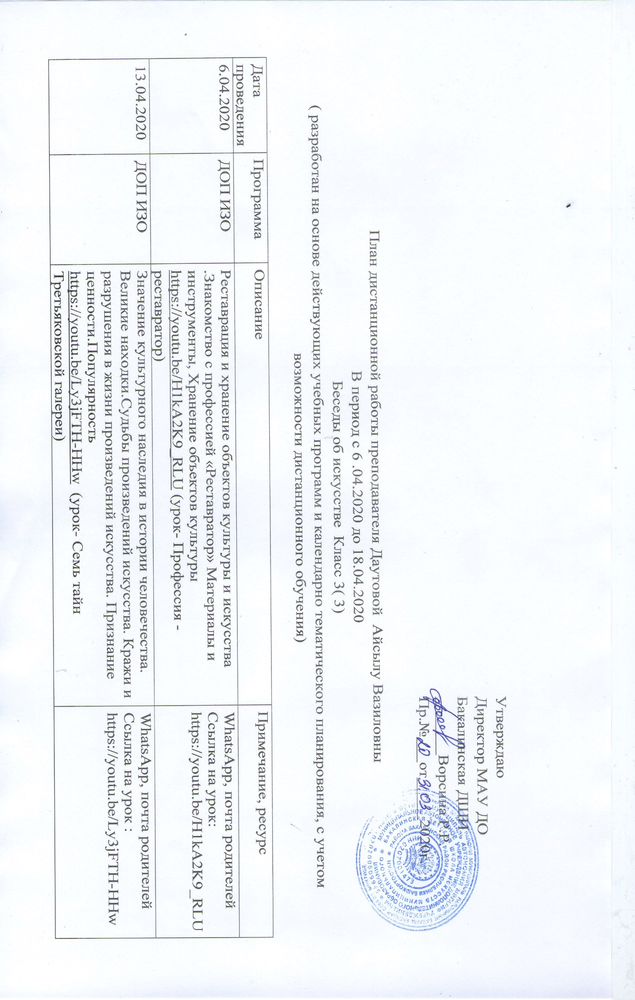 Утверждаю
Директор МАУ ДО
Бакалинская ДШИ
Ворсина Р.Р
Пр.№ 20 от 31.03 2020г.
План дистанционной работы преподавателя Даутовой Айсылу Вазиловны
В период с 6 .04.2020 до 18.04.2020
Беседы об искусстве Класс 3( 3)
( разработан на основе действующих учебных программ и календарно тематического планирования, с учетом
возможности дистанционного обучения)
Дата
проведения
Программа
Описание
Примечание, ресурс
6.04.2020
ДОП ИЗО
Реставрация и хранение объектов культуры и искусства
.Знакомство с профессией «Реставратор» Материалы и
инструменты, Хранение объектов культуры
https://youtu.be/H1kA2K9_RLU (урок- Профессия -
реставратор)
WhatsApp, почта родителей
Ссылка на урок:
https://youtu.be/H1kA2K9_RLU
13.04.2020
ДОП ИЗО
Значение культурного наследия в истории человечества.
Великие находки.Судьбы произведений искусства. Кражи и
разрушения в жизни произведений искусства. Признание
ценности.Популярность
https://youtu.be/Ly3jFTH-HHw (урок- Семь тайн
Третьяковской галереи)
WhatsApp, почта родителей
Ссылка на урок :
https://youtu.be/Ly3jFTH-HHw